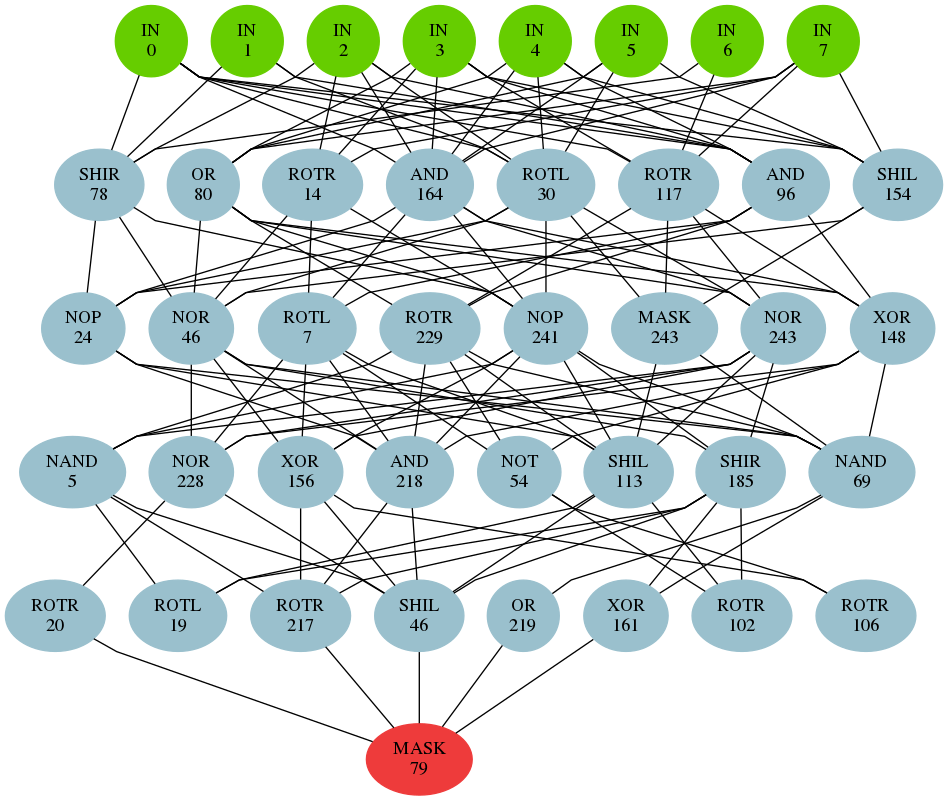 IN IN IN IN IN IN IN IN
0 1 2 3 4 5 6 7
SHIR OR ROTR AND ROTL ROTR AND SHIL
78 80 14 164 30 117 96 154
NOP NOR ROTL ROTR NOP MASK NOR XOR
24 46 7 229 241 243 243 148
NAND NOR XOR AND NOT SHIL SHIR NAND
5 228 156 218 54 113 185 69
ROTR ROTL ROTR SHIL OR XOR ROTR ROTR
20 19 217 46 219 161 102 106
MASK
79